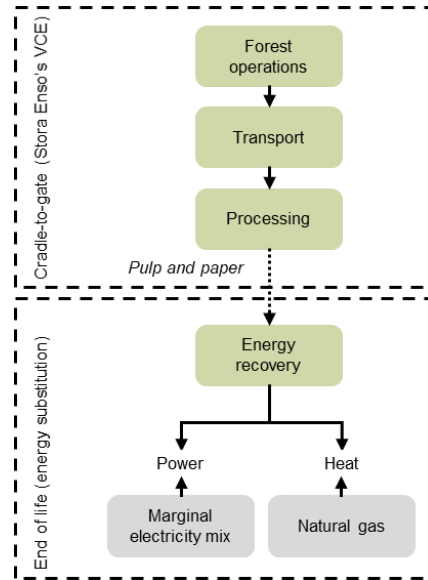 Cradle-to-gate (Stora Enso's VCE)
Forest
operations
Transport
Processing
Pulp and paper
End of life (energy substitution)
Energy
recovery
Power
Heat
Marginal
electricity mix
Natural gas